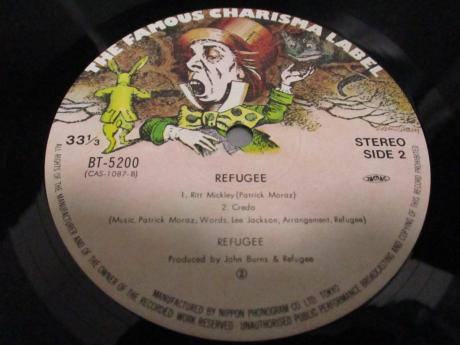 THE FAMOUS CHARISMA LABEL
33 1/3
STEREO
SIDE 2
BT-5200
(CAS-1087-B)
REFUGEE
1. Ritt Mickley (Patrick Moraz)
2. Credo
(Music, Patrick Moraz; Words, Lee Jackson, Arrangement, Refugee)
REFUGEE
Produced by John Burns & Refugee
ALL RIGHTS OF THE MANUFACTURER AND OF THE OWNER OF THE RECORDED WORK RESERVED · UNAUTHORISED PUBLIC PERFORMANCE BROADCASTING AND COPYING OF THIS RECORD PROHIBITED
MANUFACTURED BY NIPPON PHONOGRAM CO. LTD. TOKYO